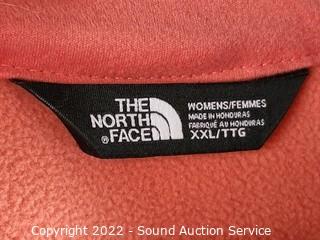 THE
NORTH
FACE
®
WOMENS/FEMMES
MADE IN HONDURAS
FABRIQUÉ AU HONDURAS
XXL/TTG
Copyright 2022 - Sound Auction Service